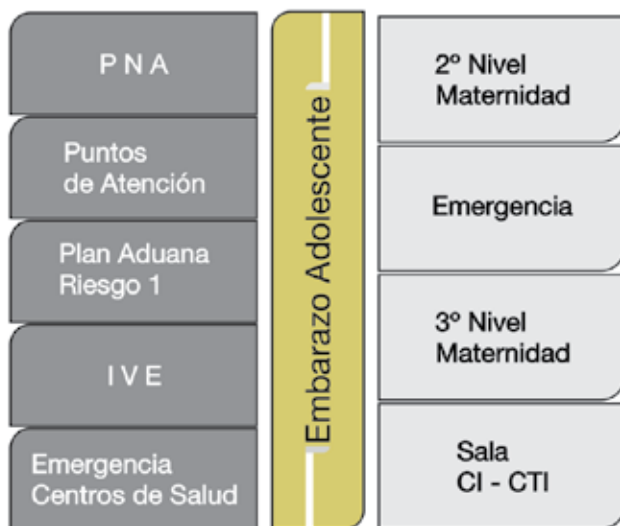 P N A
Puntos
de Atención
Plan Aduana
Riesgo 1
I V E
Emergencia
Centros de Salud
Embarazo Adolescente
2º Nivel
Maternidad
Emergencia
3º Nivel
Maternidad
Sala
CI - CTI